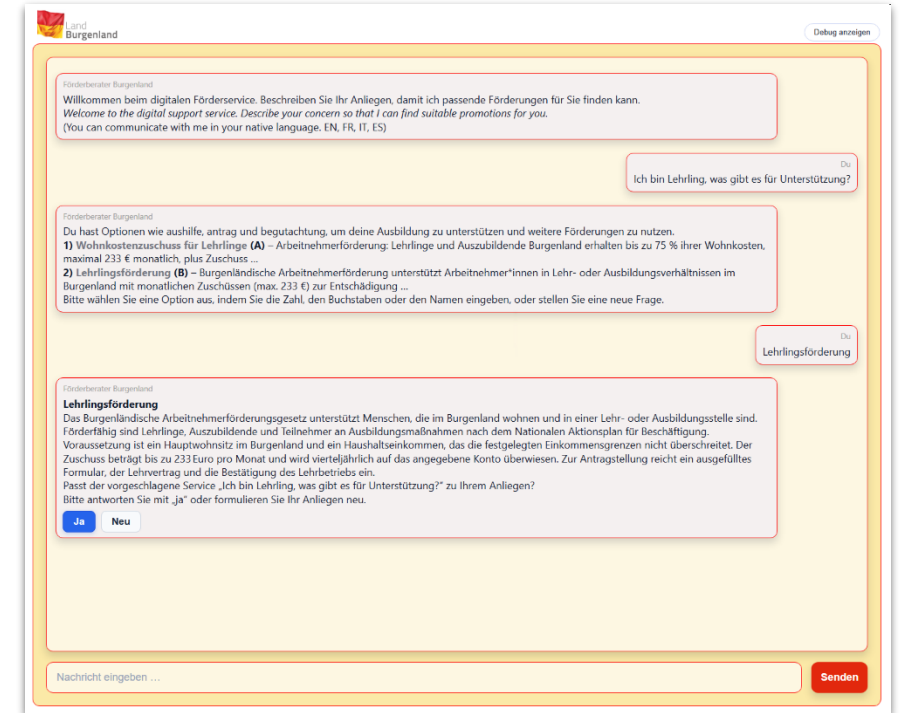 Land
Burgenland
Debug anzeigen
Förderberater Burgenland
Willkommen beim digitalen Förderservice. Beschreiben Sie Ihr Anliegen, damit ich passende Förderungen für Sie finden kann.
Welcome to the digital support service. Describe your concern so that I can find suitable promotions for you.
(You can communicate with me in your native language. EN, FR, IT, ES)
Du
Ich bin Lehrling, was gibt es für Unterstützung?
Förderberater Burgenland
Du hast Optionen wie aushilfe, antrag und begutachtung, um deine Ausbildung zu unterstützen und weitere Förderungen zu nutzen.
1) Wohnkostenzuschuss für Lehrlinge (A) – Arbeitnehmerförderung: Lehrlinge und Auszubildende Burgenland erhalten bis zu 75 % ihrer Wohnkosten,
maximal 233 € monatlich, plus Zuschuss ...
2) Lehrlingsförderung (B) – Burgenländische Arbeitnehmerförderung unterstützt Arbeitnehmer*innen in Lehr- oder Ausbildungsverhältnissen im
Burgenland mit monatlichen Zuschüssen (max. 233 €) zur Entschädigung ...
Bitte wählen Sie eine Option aus, indem Sie die Zahl, den Buchstaben oder den Namen eingeben, oder stellen Sie eine neue Frage.
Du
Lehrlingsförderung
Förderberater Burgenland
Lehrlingsförderung
Das Burgenländische Arbeitnehmerförderungsgesetz unterstützt Menschen, die im Burgenland wohnen und in einer Lehr- oder Ausbildungsstelle sind.
Förderfähig sind Lehrlinge, Auszubildende und Teilnehmer an Ausbildungsmaßnahmen nach dem Nationalen Aktionsplan für Beschäftigung.
Voraussetzung ist ein Hauptwohnsitz im Burgenland und ein Haushaltseinkommen, das die festgelegten Einkommensgrenzen nicht überschreitet. Der
Zuschuss beträgt bis zu 233 Euro pro Monat und wird vierteljährlich auf das angegebene Konto überwiesen. Zur Antragstellung reicht ein ausgefülltes
Formular, der Lehrvertrag und die Bestätigung des Lehrbetriebs ein.
Passt der vorgeschlagene Service „Ich bin Lehrling, was gibt es für Unterstützung?“ zu Ihrem Anliegen?
Bitte antworten Sie mit „ja“ oder formulieren Sie Ihr Anliegen neu.
Ja Neu
Nachricht eingeben ...
Senden